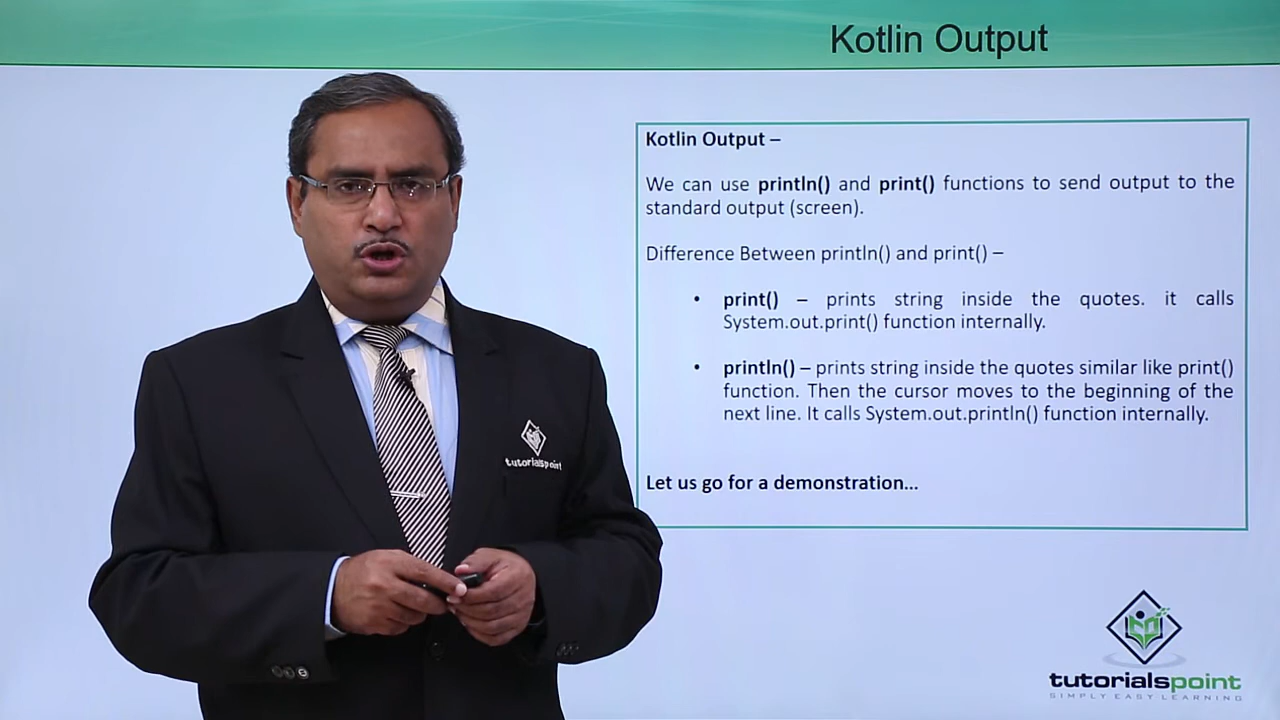 Kotlin Output
Kotlin Output –
We can use println() and print() functions to send output to the
standard output (screen).
Difference Between println() and print() –
• print() – prints string inside the quotes. it calls
System.out.print() function internally.
• println() – prints string inside the quotes similar like print()
function. Then the cursor moves to the beginning of the
next line. It calls System.out.println() function internally.
Let us go for a demonstration...
tutorialspoint
tutorialspoint
SIMPLY EASY LEARNING